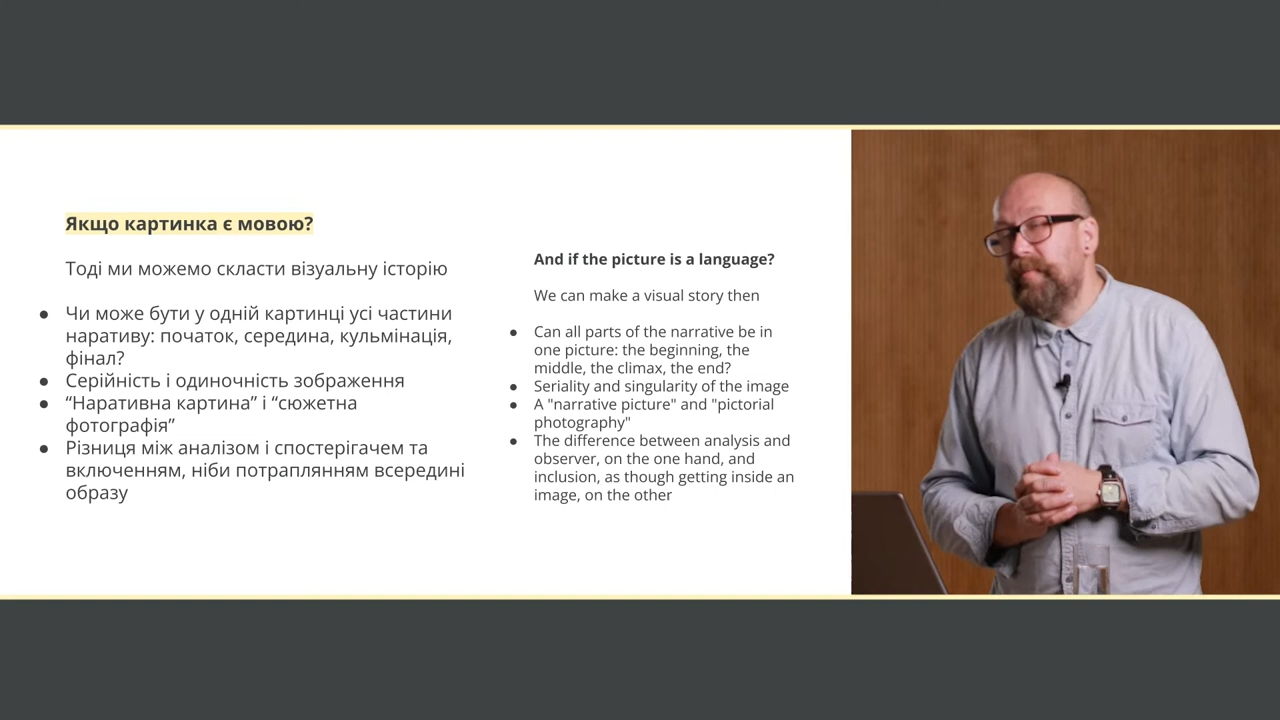 Якщо картинка є мовою?
Тоді ми можемо скласти візуальну історію
● Чи може бути у одній картинці усі частини
наративу: початок, середина, кульмінація,
фінал?
● Серійність і одиночність зображення
● “Наративна картина” і “сюжетна
фотографія”
● Різниця між аналізом і спостерігачем та
включенням, ніби потраплянням всередині
образу
And if the picture is a language?
We can make a visual story then
● Can all parts of the narrative be in
one picture: the beginning, the
middle, the climax, the end?
● Seriality and singularity of the image
● A "narrative picture" and "pictorial
photography"
● The difference between analysis and
observer, on the one hand, and
inclusion, as though getting inside an
image, on the other